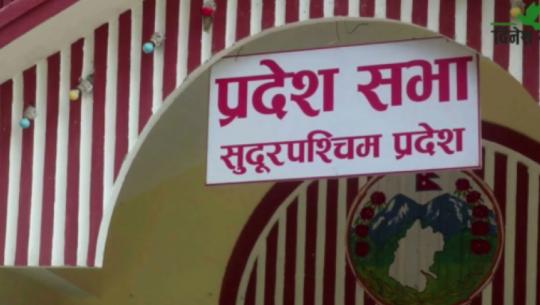 प्रदेश सभा
सुदूरपश्चिम प्रदेश